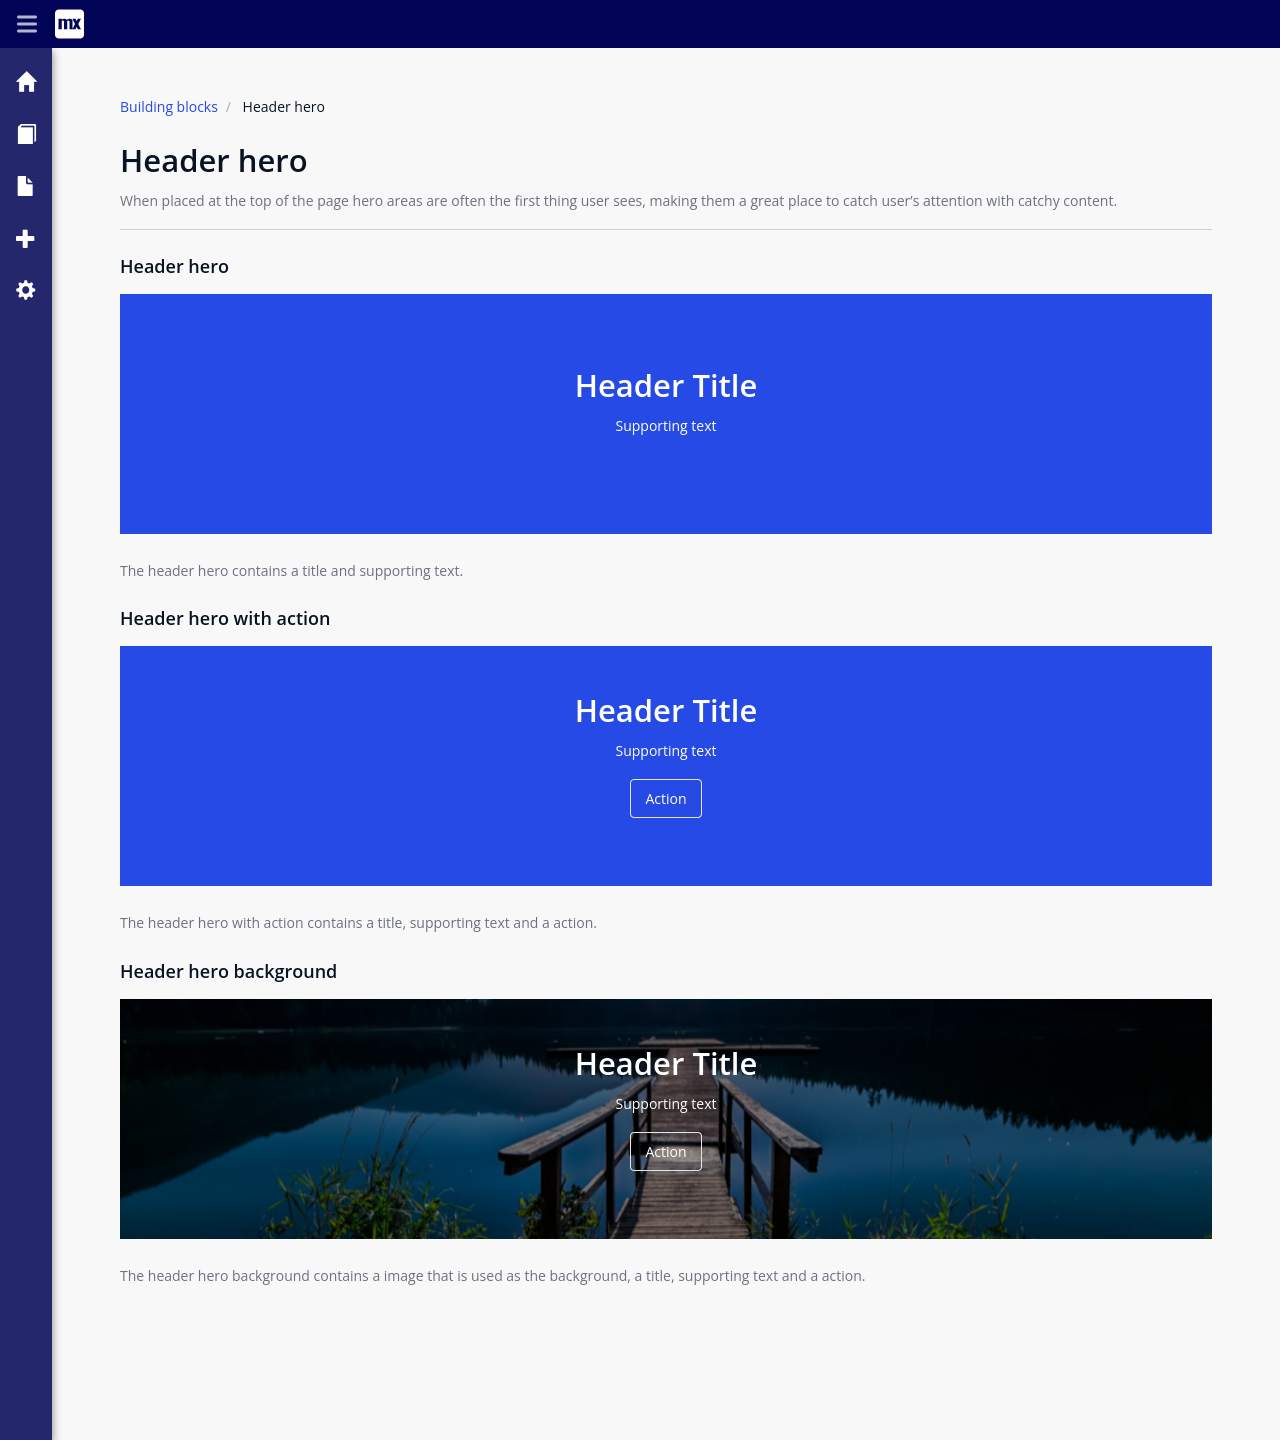 mx
Building blocks / Header hero
Header hero
When placed at the top of the page hero areas are often the first thing user sees, making them a great place to catch user's attention with catchy content.
Header hero
Header Title
Supporting text
The header hero contains a title and supporting text.
Header hero with action
Header Title
Supporting text
Action
The header hero with action contains a title, supporting text and a action.
Header hero background
Header Title
Supporting text
Action
The header hero background contains a image that is used as the background, a title, supporting text and a action.